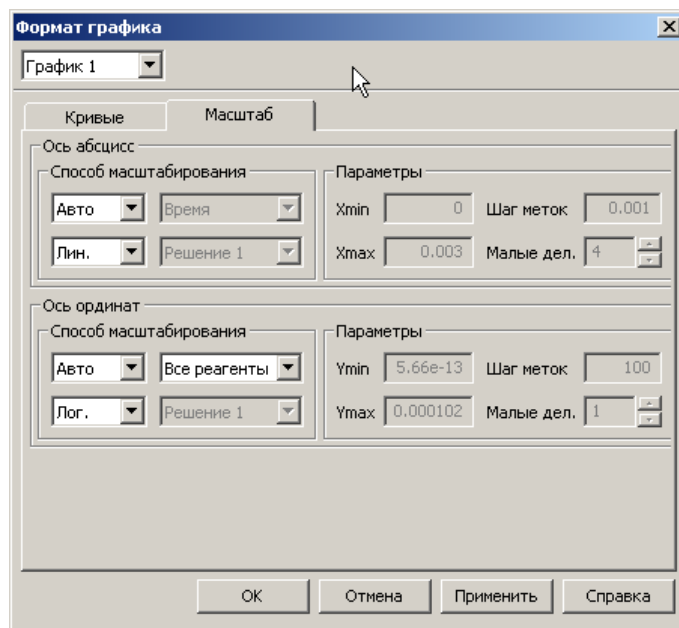 Формат графика
График 1
Кривые Масштаб
Ось абсцисс
Способ масштабирования Параметры
Авто Время Xmin 0 Шаг меток 0.001
Лин. Решение 1 Xmax 0.003 Малые дел. 4
Ось ординат
Способ масштабирования Параметры
Авто Все реагенты Ymin 5.66e-13 Шаг меток 100
Лог. Решение 1 Ymax 0.000102 Малые дел. 1
ОК Отмена Применить Справка